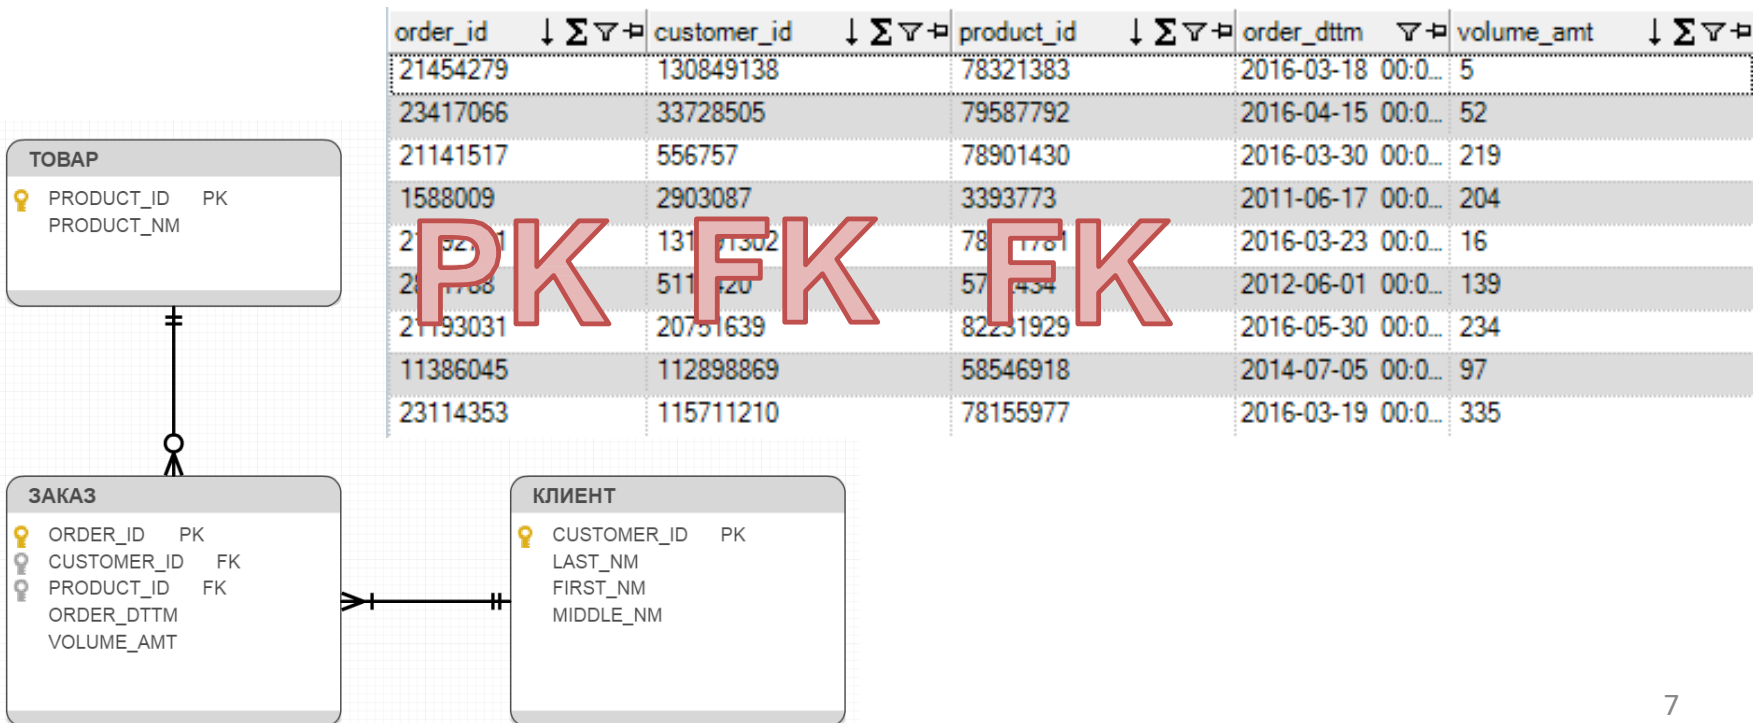 order_id customer_id product_id order_dttm volume_amt
21454279 130849138 78321383 2016-03-18 00:0... 5
23417066 33728505 79587792 2016-04-15 00:0... 52
21141517 556757 78901430 2016-03-30 00:0... 219
1588009 2903087 3393773 2011-06-17 00:0... 204
2016-03-23 00:0... 16
2012-06-01 00:0... 139
20751639 82231929 2016-05-30 00:0... 234
11386045 112898869 58546918 2014-07-05 00:0... 97
23114353 115711210 78155977 2016-03-19 00:0... 335
PK FK FK
ТОВАР
PRODUCT_ID PK
PRODUCT_NM
ЗАКАЗ
ORDER_ID PK
CUSTOMER_ID FK
PRODUCT_ID FK
ORDER_DTTM
VOLUME_AMT
КЛИЕНТ
CUSTOMER_ID PK
LAST_NM
FIRST_NM
MIDDLE_NM
7